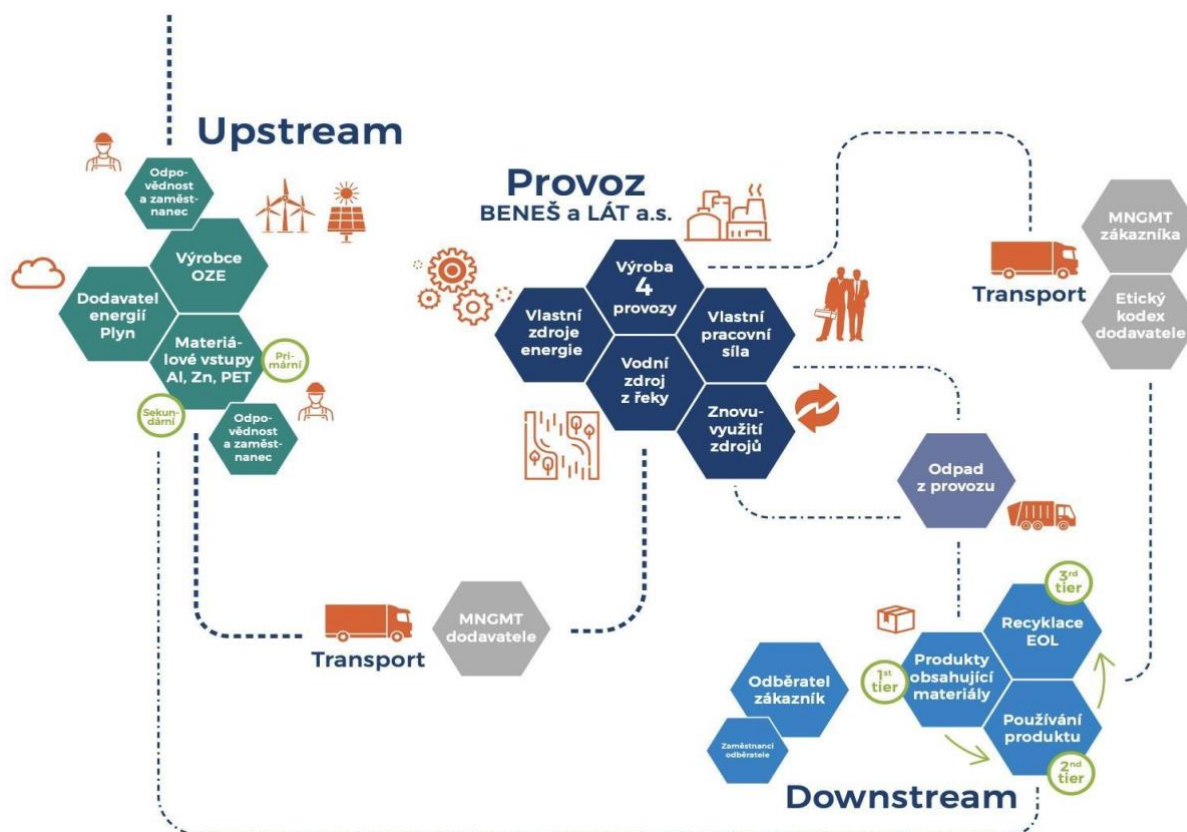 Upstream
Odpo-
vědnost
a zaměst-
nanec
Výrobce
OZE
Dodavatel
energií
Plyn
Materiá-
lové vstupy
Al, Zn, PET
Pri-
mární
Sekun-
dární
Odpo-
vědnost
a zaměst-
nanec
Provoz
BENEŠ a LÁT a.s.
Výroba
4
provozy
Vlastní
zdroje
energie
Vlastní
pracovní
síla
Vodní
zdroj
z řeky
Znovu-
využití
zdrojů
Transport
MNGMT
zákazníka
Etický
kodex
dodavatele
Odpad
z provozu
Transport
MNGMT
dodavatele
3rd
tier
Recyklace
EOL
1st
tier
Produkty
obsahující
materiály
Odběratel
zákazník
Zaměstnanci
odběratele
Používání
produktu
2nd
tier
Downstream